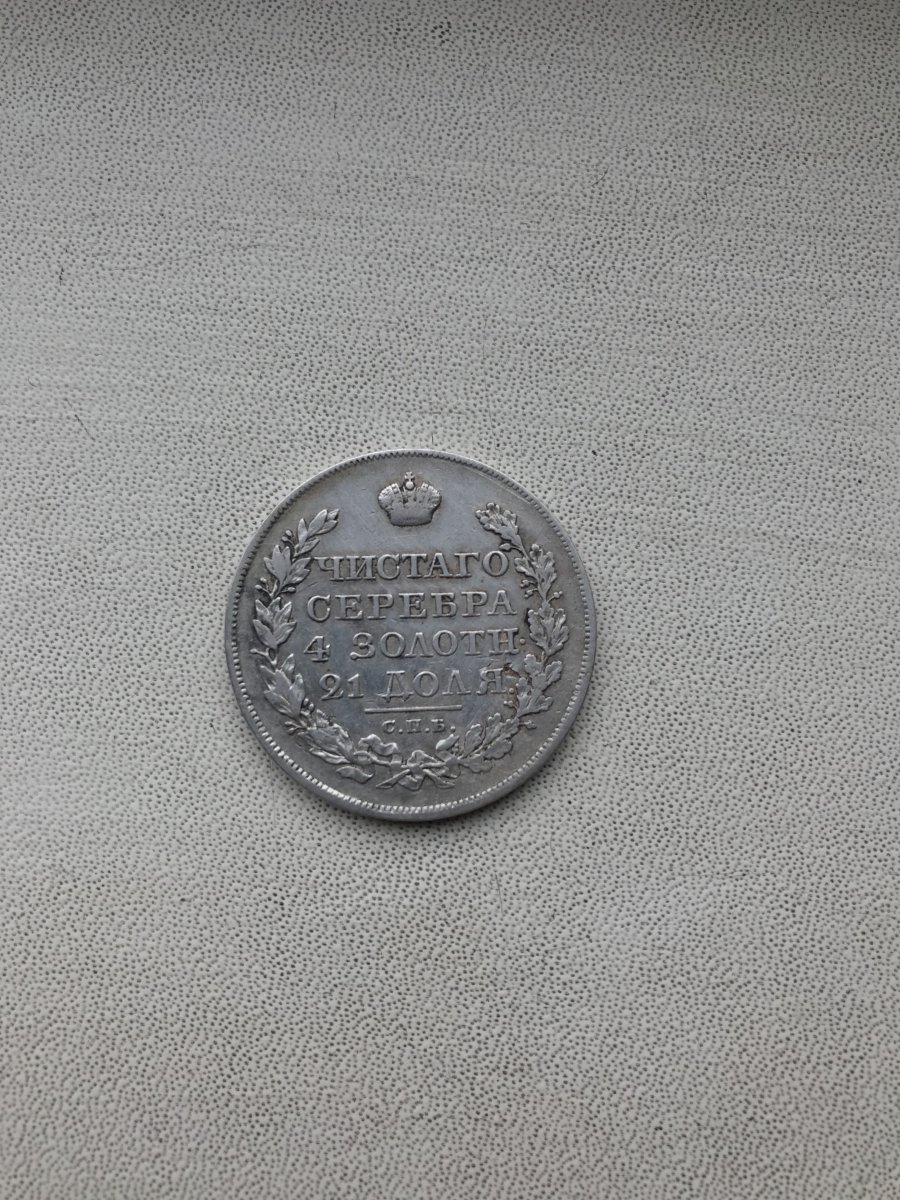 ЧИСТАГО
СЕРЕБРА
4 ЗОЛОТН.
21 ДОЛЯ.
С.П.Б.